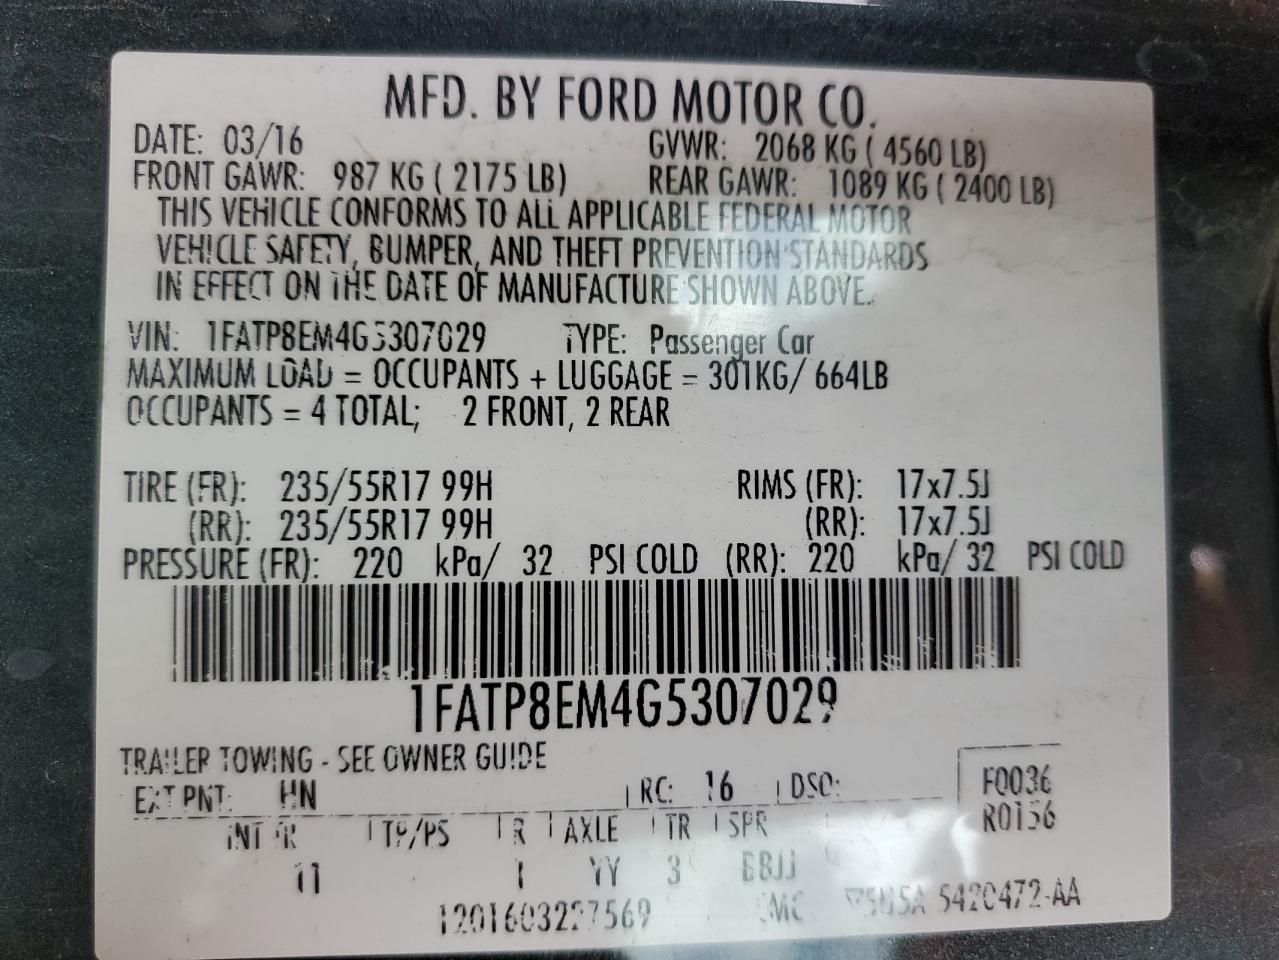 MFD. BY FORD MOTOR CO.
DATE: 03/16 GVWR: 2068 KG ( 4560 LB)
FRONT GAWR: 987 KG ( 2175 LB) REAR GAWR: 1089 KG ( 2400 LB)
THIS VEHICLE CONFORMS TO ALL APPLICABLE FEDERAL MOTOR
VEHICLE SAFETY, BUMPER, AND THEFT PREVENTION STANDARDS
IN EFFECT ON THE DATE OF MANUFACTURE SHOWN ABOVE.
VIN: 1FATP8EM4G5307029 TYPE: Passenger Car
MAXIMUM LOAD = OCCUPANTS + LUGGAGE = 301KG/ 664LB
OCCUPANTS = 4 TOTAL; 2 FRONT, 2 REAR
TIRE (FR): 235/55R17 99H RIMS (FR): 17x7.5J
(RR): 235/55R17 99H (RR): 17x7.5J
PRESSURE (FR): 220 kPa/ 32 PSI COLD (RR): 220 kPa/ 32 PSI COLD
1FATP8EM4G5307029
TRAILER TOWING - SEE OWNER GUIDE
EXT PNT: HN RC: 16 DSO: F0036
R0156
INT TR TP/PS R AXLE TR SPR
11 YY 3 BBJJ
5420472-AA